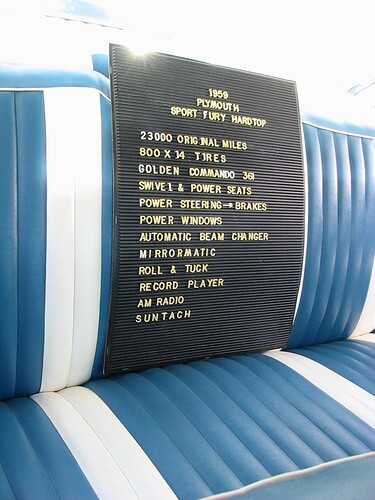 1959
PLYMOUTH
SPORT FURY HARDTOP
23000 ORIGINAL MILES
800 X 14 TIRES
GOLDEN COMMANDO 361
SWIVEL & POWER SEATS
POWER STEERING → BRAKES
POWER WINDOWS
AUTOMATIC BEAM CHANGER
MIRRORMATIC
ROLL & TUCK
RECORD PLAYER
AM RADIO
SUNTACH